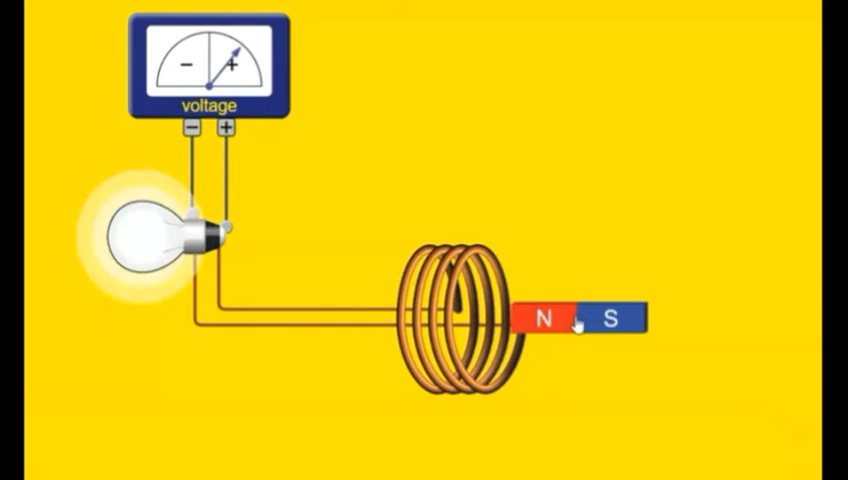 − +
voltage
− +
N S